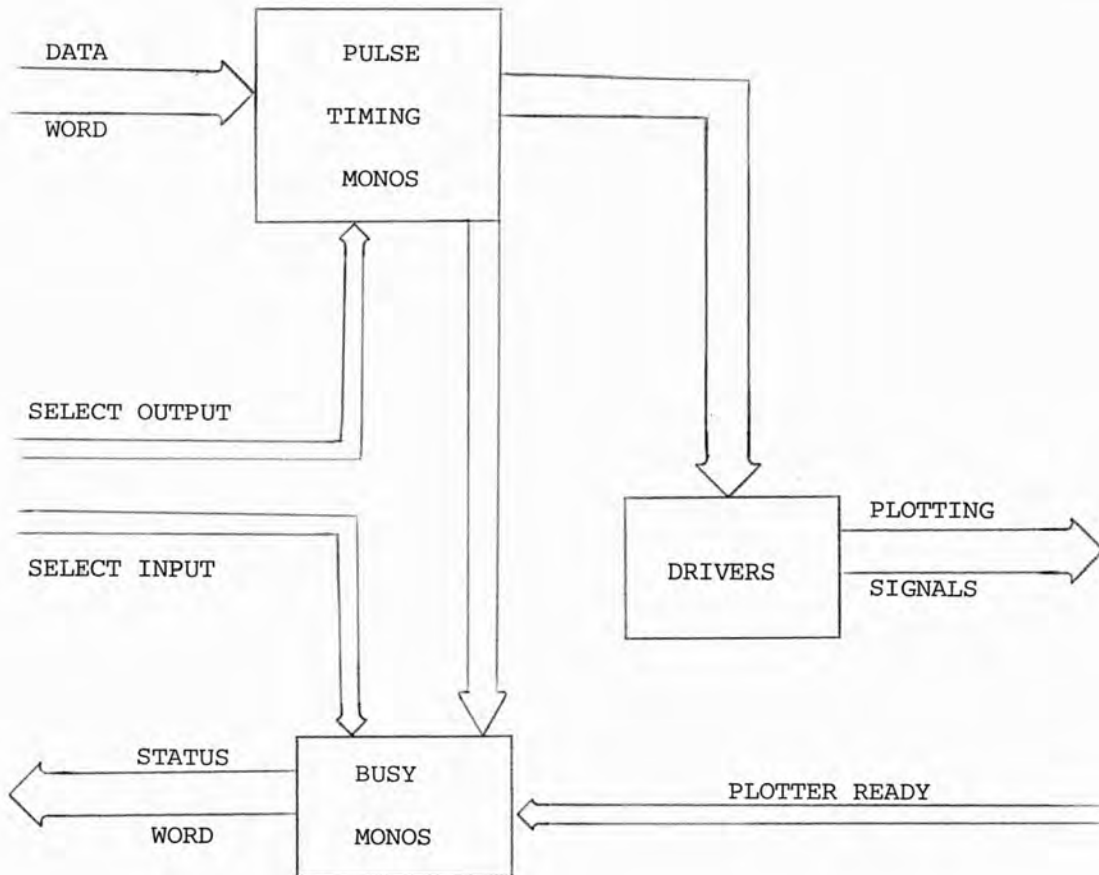 DATA
WORD
PULSE
TIMING
MONOS
SELECT OUTPUT
SELECT INPUT
DRIVERS
PLOTTING
SIGNALS
STATUS
WORD
BUSY
MONOS
PLOTTER READY